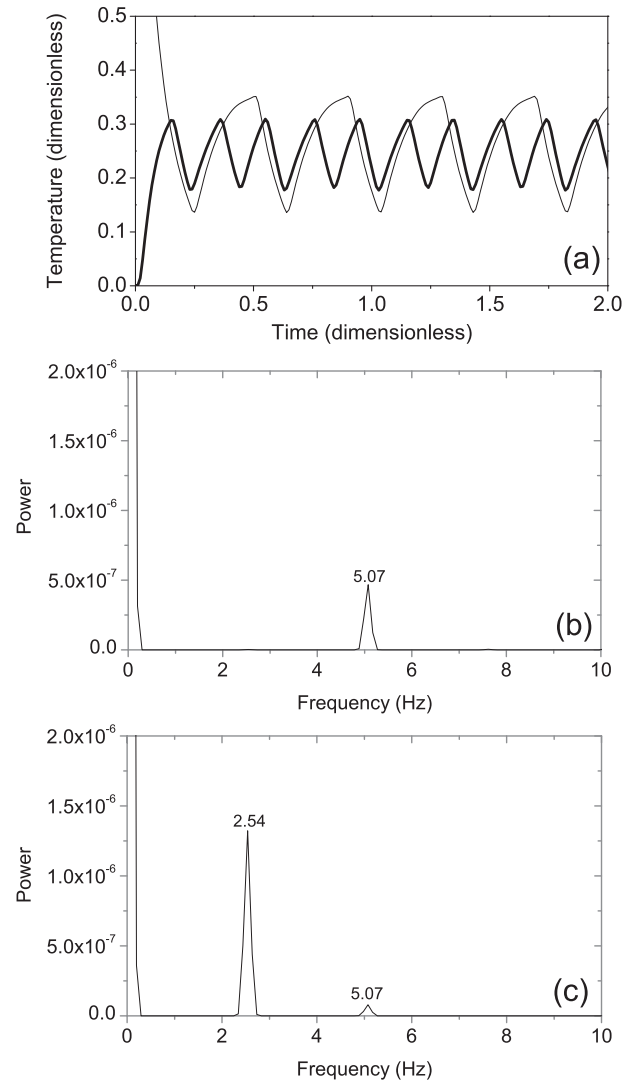 0.5
0.4
0.3
0.2
0.1
0.0
Temperature (dimensionless)
(a)
0.0 0.5 1.0 1.5 2.0
Time (dimensionless)
2.0x10⁻⁶
1.5x10⁻⁶
1.0x10⁻⁶
5.0x10⁻⁷
0.0
Power
5.07
(b)
0 2 4 6 8 10
Frequency (Hz)
2.0x10⁻⁶
1.5x10⁻⁶
1.0x10⁻⁶
5.0x10⁻⁷
0.0
Power
2.54
5.07
(c)
0 2 4 6 8 10
Frequency (Hz)